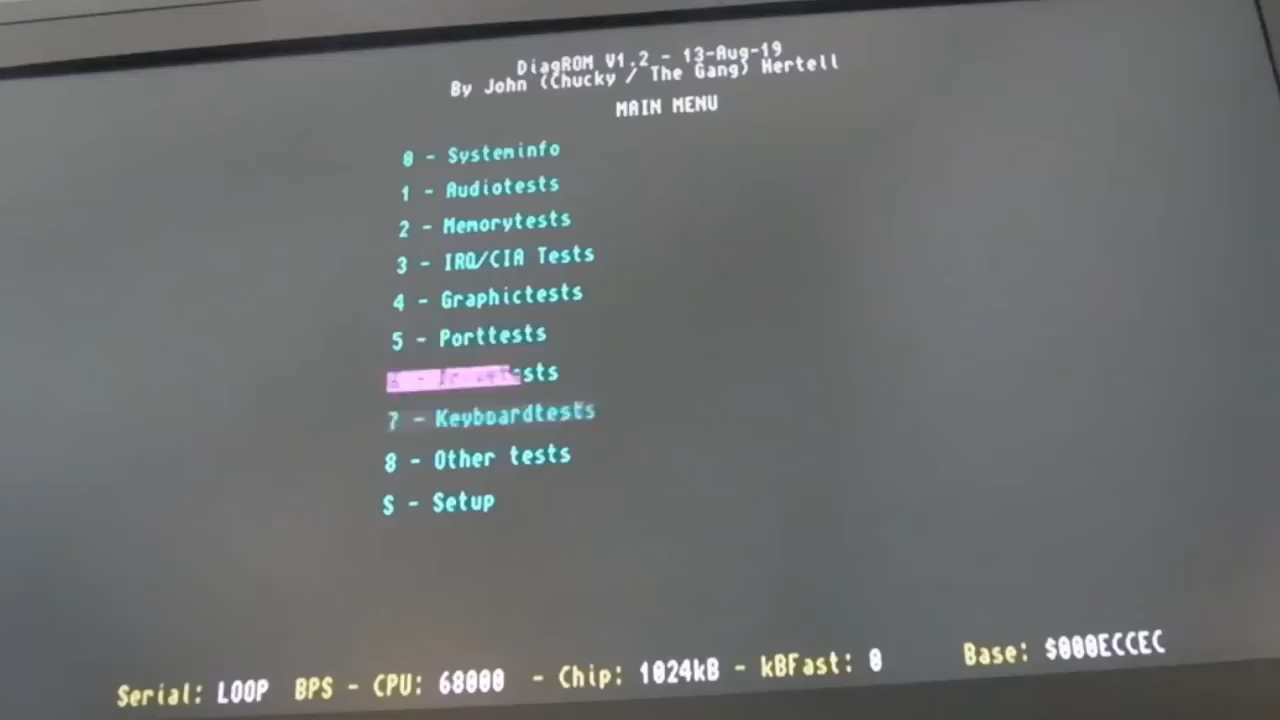 DiagROM V1.2 - 13-Aug-19
By John (Chucky / The Gang) Hertell
MAIN MENU
0 - Systeminfo
1 - Audiotests
2 - Memorytests
3 - IRQ/CIA Tests
4 - Graphictests
5 - Porttests
7 - Keyboardtests
8 - Other tests
S - Setup
Serial: LOOP BPS - CPU: 68000 - Chip: 1024kB - kBFast: 0 Base: $000ECCEC